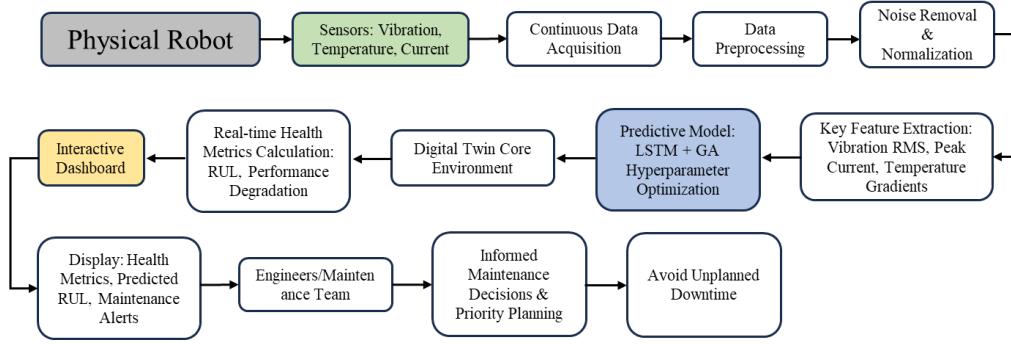 Physical Robot
Sensors: Vibration,
Temperature, Current
Continuous Data
Acquisition
Data
Preprocessing
Noise Removal
&
Normalization
Key Feature Extraction:
Vibration RMS, Peak
Current, Temperature
Gradients
Predictive Model:
LSTM + GA
Hyperparameter
Optimization
Digital Twin Core
Environment
Real-time Health
Metrics Calculation:
RUL, Performance
Degradation
Interactive
Dashboard
Display: Health
Metrics, Predicted
RUL, Maintenance
Alerts
Engineers/Mainten
ance Team
Informed
Maintenance
Decisions &
Priority Planning
Avoid Unplanned
Downtime